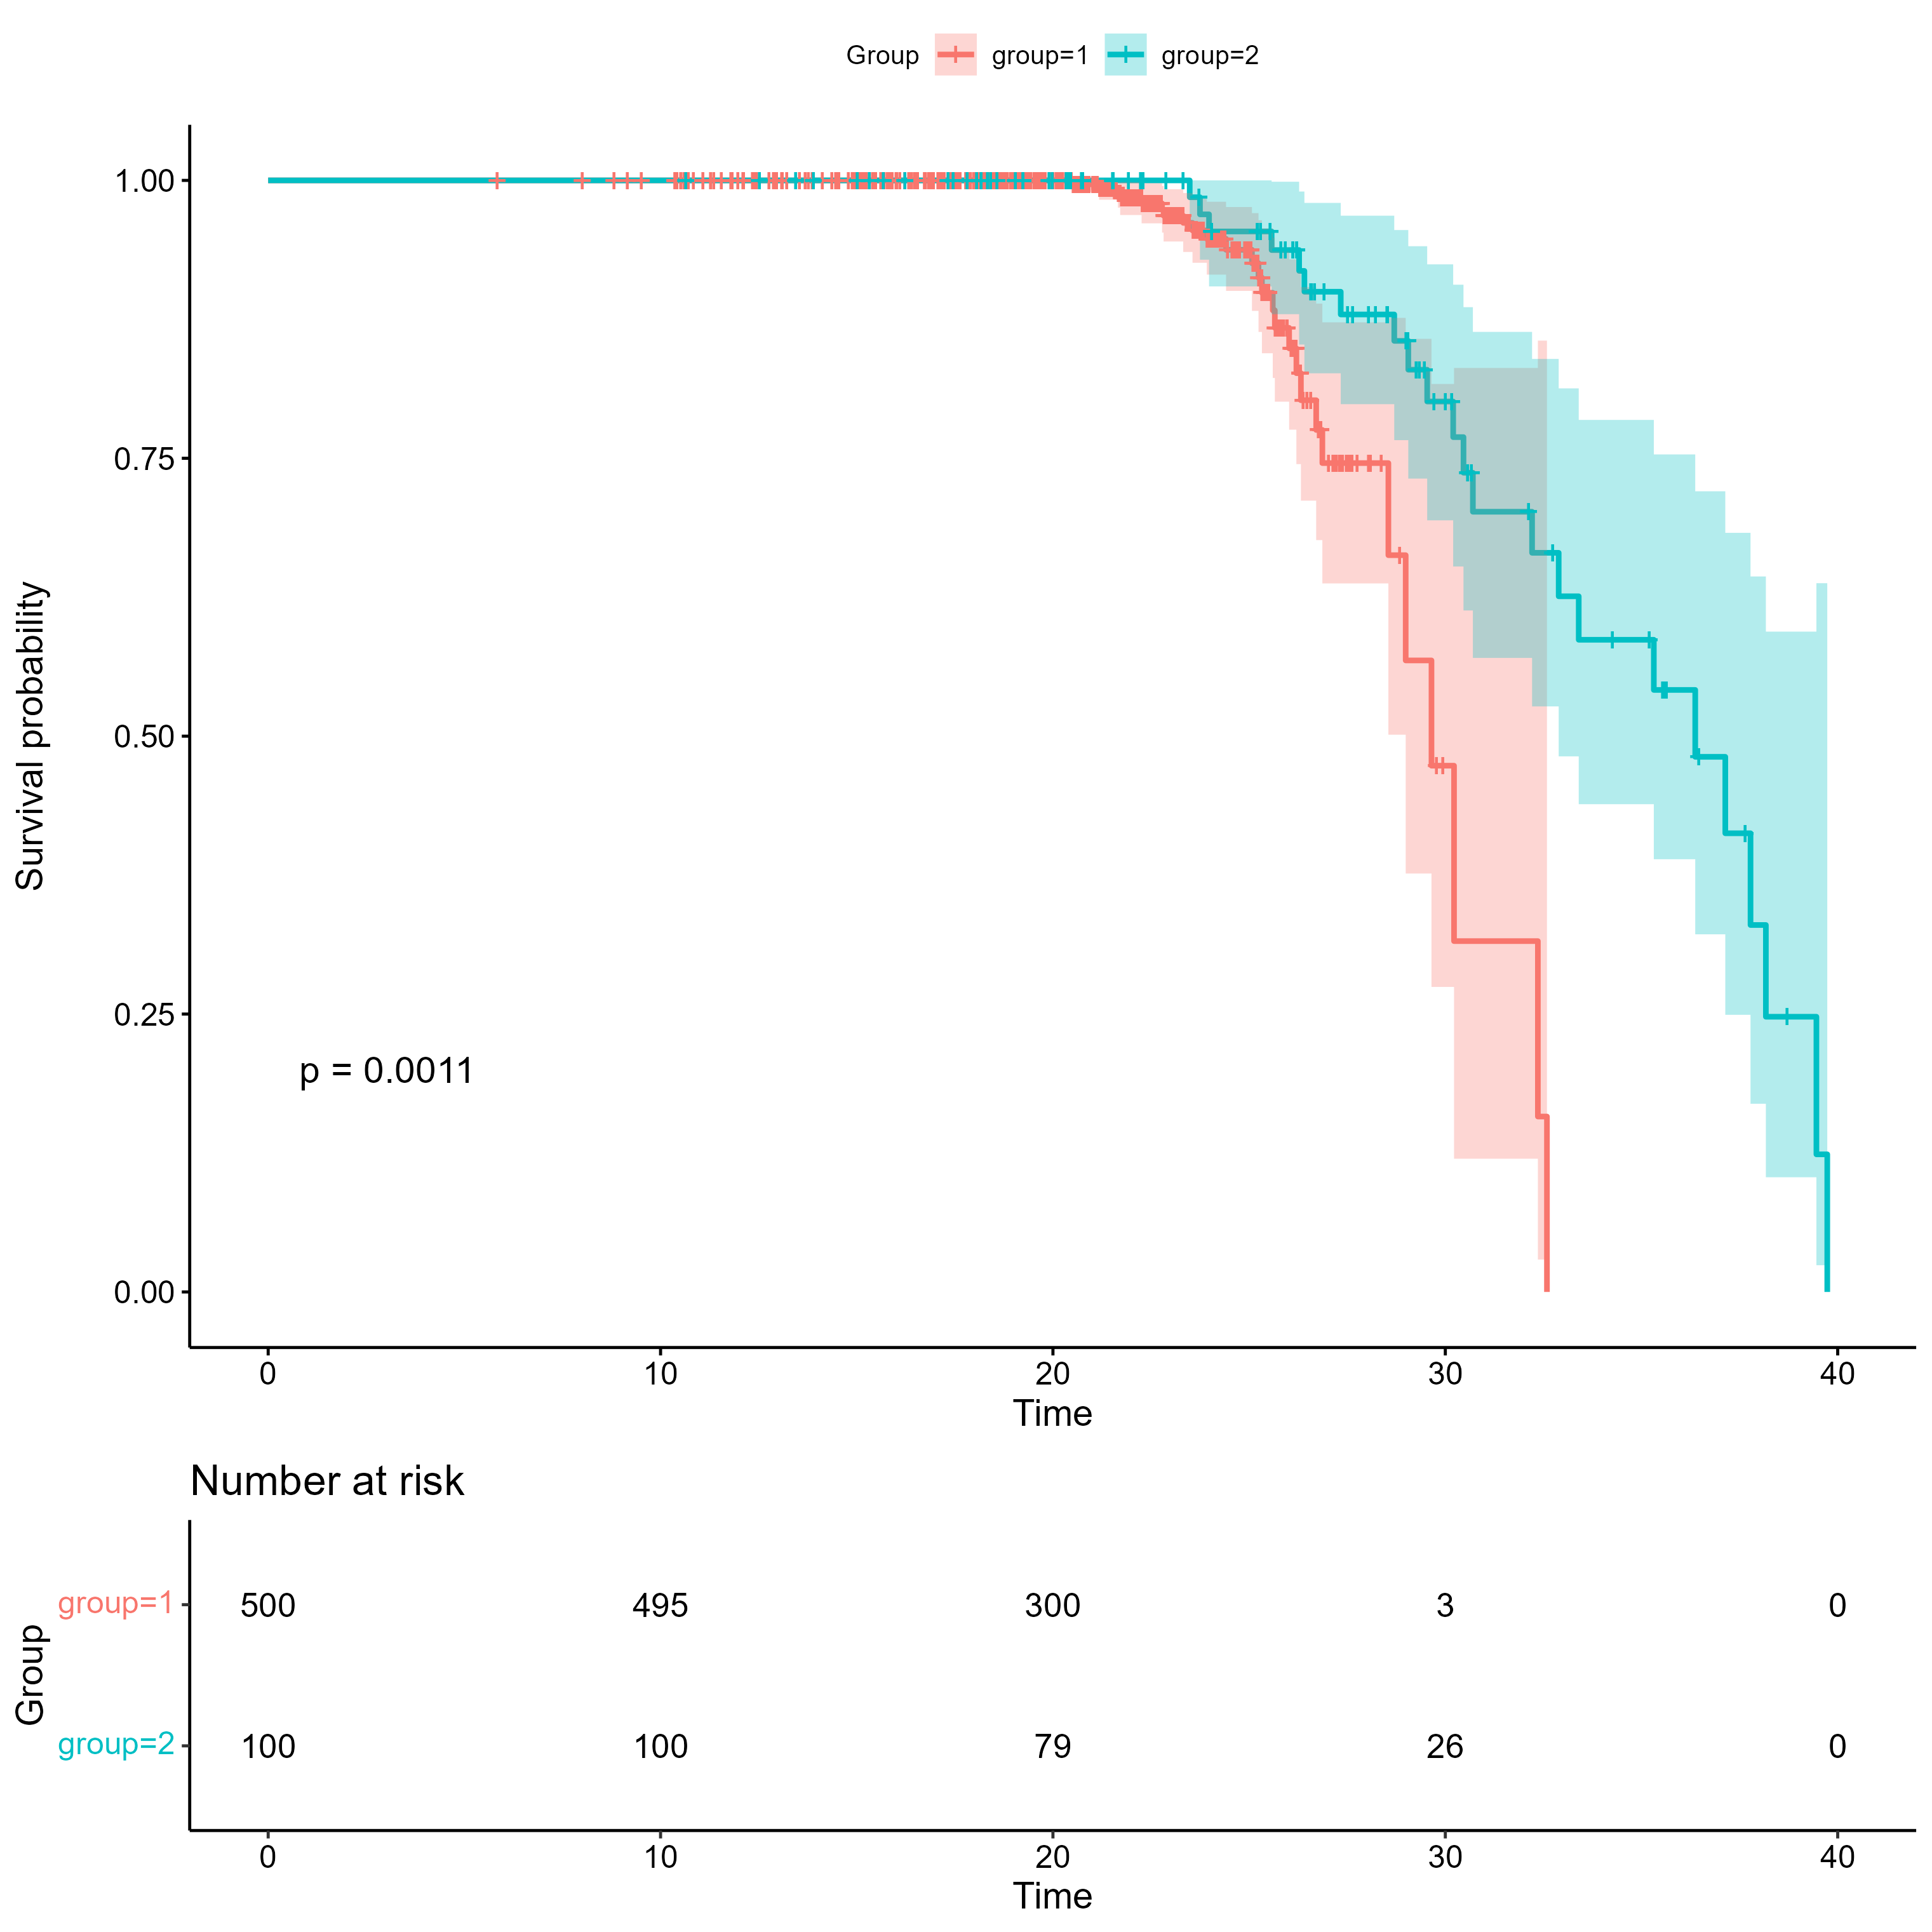 Group group=1 group=2
1.00
0.75
0.50
0.25
0.00
Survival probability
p = 0.0011
0 10 20 30 40
Time
Number at risk
group=1 500 495 300 3 0
group=2 100 100 79 26 0
Group
0 10 20 30 40
Time